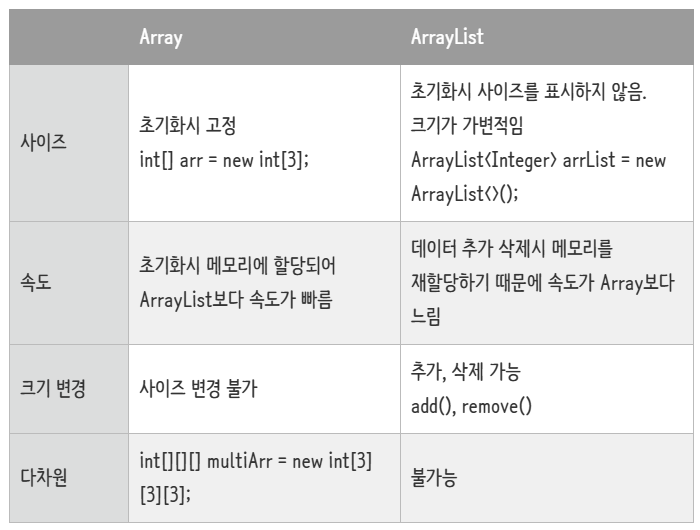 Array
ArrayList
사이즈
초기화시 고정
int[] arr = new int[3];
초기화시 사이즈를 표시하지 않음.
크기가 가변적임
ArrayList<Integer> arrList = new
ArrayList<>();
속도
초기화시 메모리에 할당되어
ArrayList보다 속도가 빠름
데이터 추가 삭제시 메모리를
재할당하기 때문에 속도가 Array보다
느림
크기 변경
사이즈 변경 불가
추가, 삭제 가능
add(), remove()
다차원
int[][][] multiArr = new int[3]
[3][3];
불가능